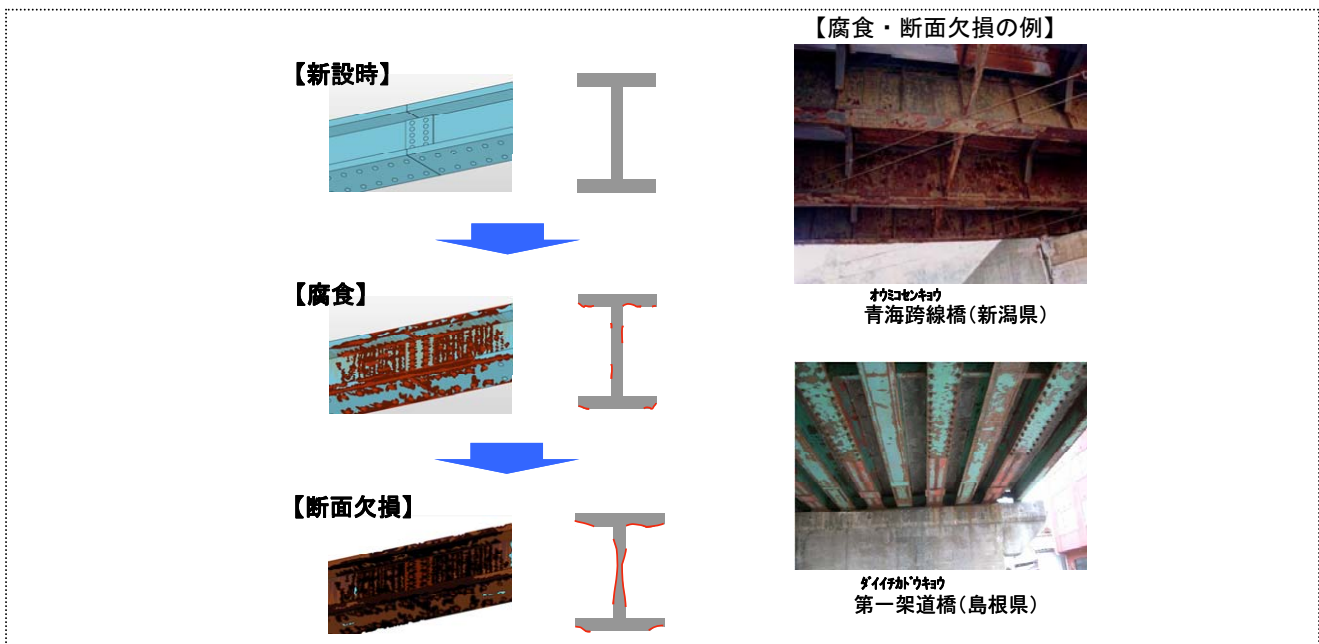 【新設時】
【腐食】
【断面欠損】
【腐食・断面欠損の例】
オウミコセンキョウ
青海跨線橋(新潟県)
ダイイチカドウキョウ
第一架道橋(島根県)